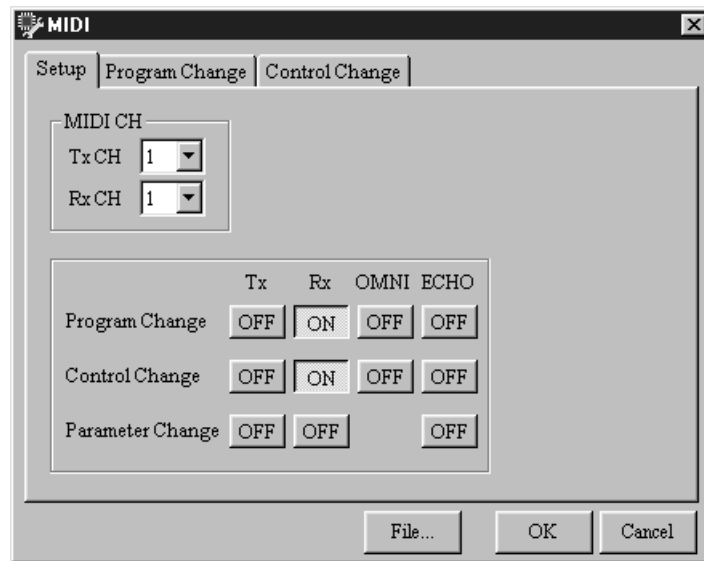 MIDI
Setup Program Change Control Change
MIDI CH
Tx CH 1
Rx CH 1
Tx Rx OMNI ECHO
Program Change OFF ON OFF OFF
Control Change OFF ON OFF OFF
Parameter Change OFF OFF OFF
File... OK Cancel